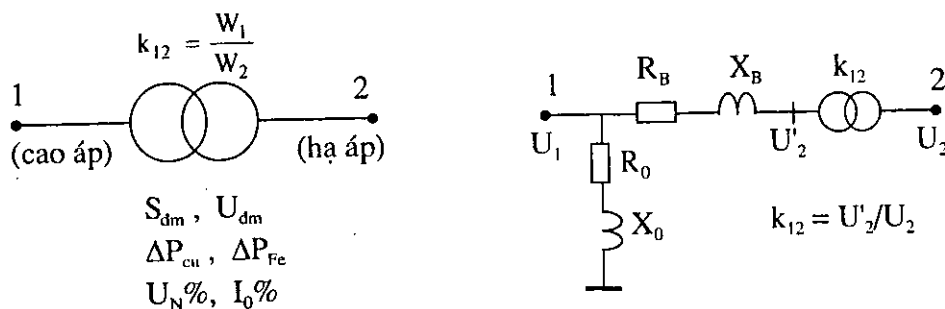 k₁₂ = W₁/W₂
1
2
(cao áp)
(hạ áp)
Sđm , Uđm
ΔPcu , ΔPFe
UN%, I0%
1
RB
XB
k₁₂
2
U₁
U'₂
U₂
R₀
X₀
k₁₂ = U'₂/U₂